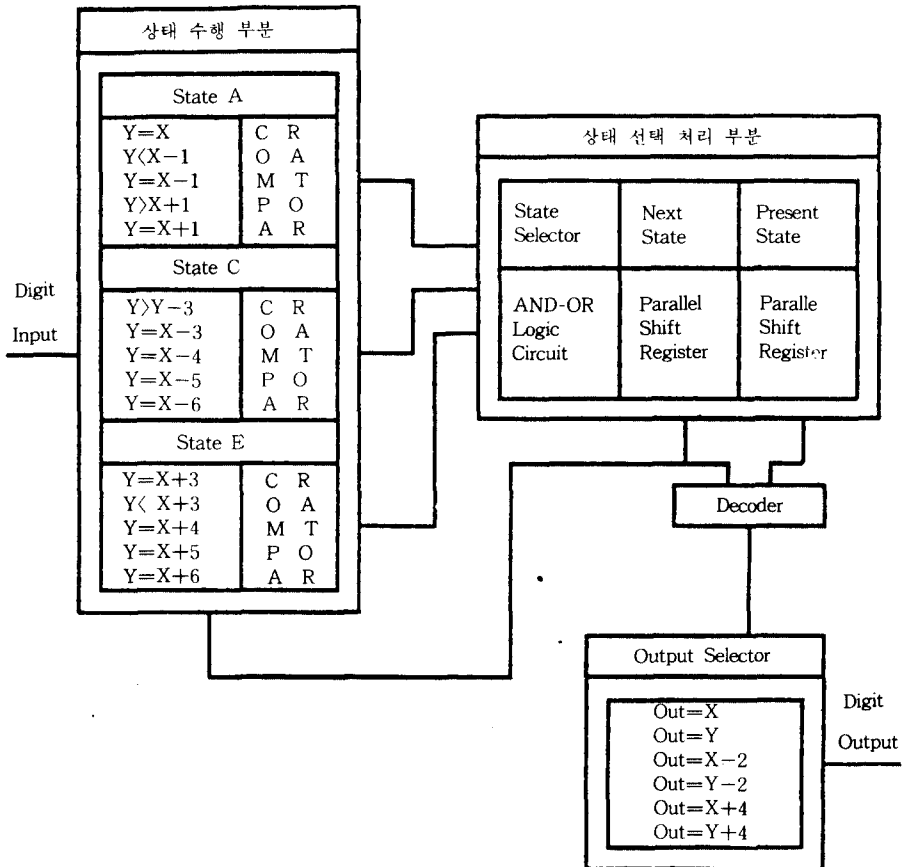 상태 수행 부분
State A
Y=X C R
Y<X-1 O A
Y=X-1 M T
Y>X+1 P O
Y=X+1 A R
State C
Y>Y-3 C R
Y=X-3 O A
Y=X-4 M T
Y=X-5 P O
Y=X-6 A R
State E
Y=X+3 C R
Y< X+3 O A
Y=X+4 M T
Y=X+5 P O
Y=X+6 A R
Digit
Input
상태 선택 처리 부분
State
Selector
Next
State
Present
State
AND-OR
Logic
Circuit
Parallel
Shift
Register
Paralle
Shift
Register
Decoder
Output Selector
Out=X
Out=Y
Out=X-2
Out=Y-2
Out=X+4
Out=Y+4
Digit
Output